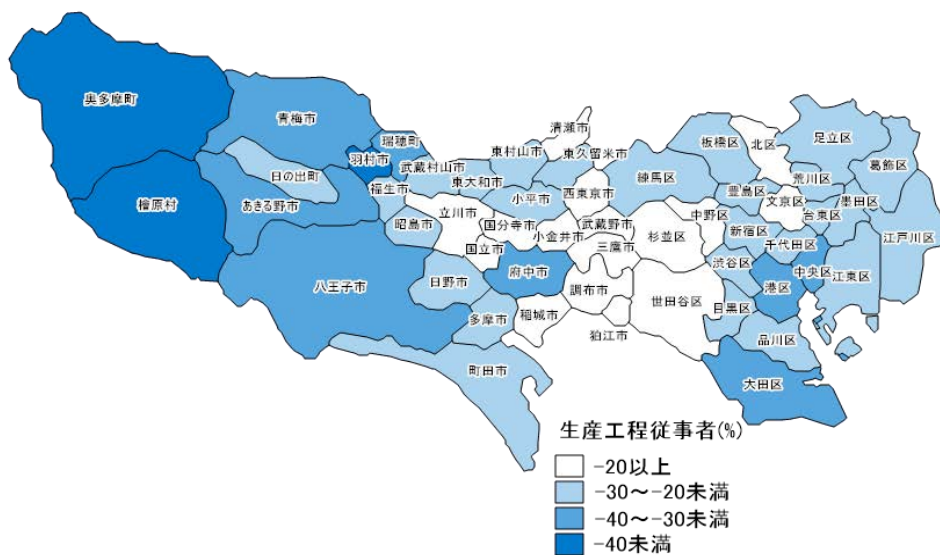 奥多摩町
青梅市
瑞穂町
羽村市
武蔵村山市
東村山市
清瀬市
東久留米市
東大和市
日の出町
福生市
あきる野市
檜原村
昭島市
立川市
小平市
西東京市
国分寺市
小金井市
武蔵野市
国立市
三鷹市
八王子市
日野市
府中市
調布市
多摩市
稲城市
狛江市
町田市
板橋区
北区
足立区
葛飾区
練馬区
豊島区
荒川区
文京区
台東区
墨田区
中野区
杉並区
新宿区
千代田区
江戸川区
渋谷区
港区
中央区
江東区
世田谷区
目黒区
品川区
大田区
生産工程従事者(%)
-20以上
-30～-20未満
-40～-30未満
-40未満